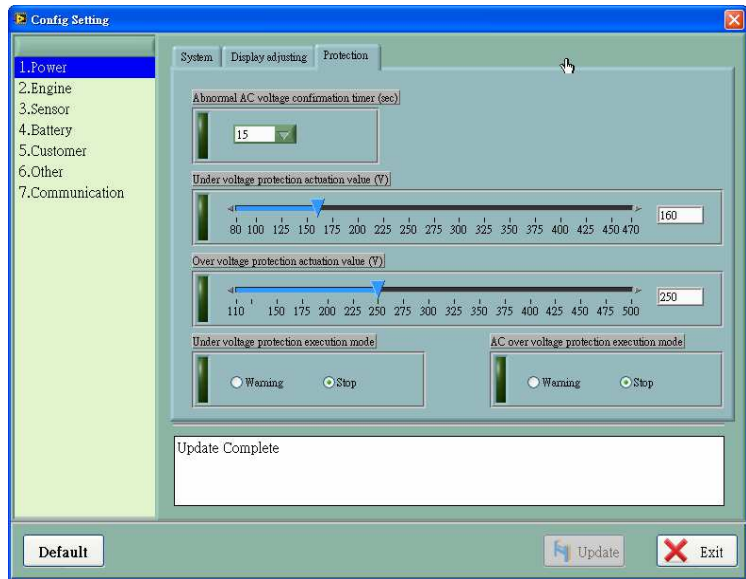 Config Setting
1.Power
2.Engine
3.Sensor
4.Battery
5.Customer
6.Other
7.Communication
System Display adjusting Protection
Abnormal AC voltage confirmation timer (sec)
15
Under voltage protection actuation value (V)
80 100 125 150 175 200 225 250 275 300 325 350 375 400 425 450 470
160
Over voltage protection actuation value (V)
110 150 175 200 225 250 275 300 325 350 375 400 425 450 475 500
250
Under voltage protection execution mode
Warning Stop
AC over voltage protection execution mode
Warning Stop
Update Complete
Default Update Exit